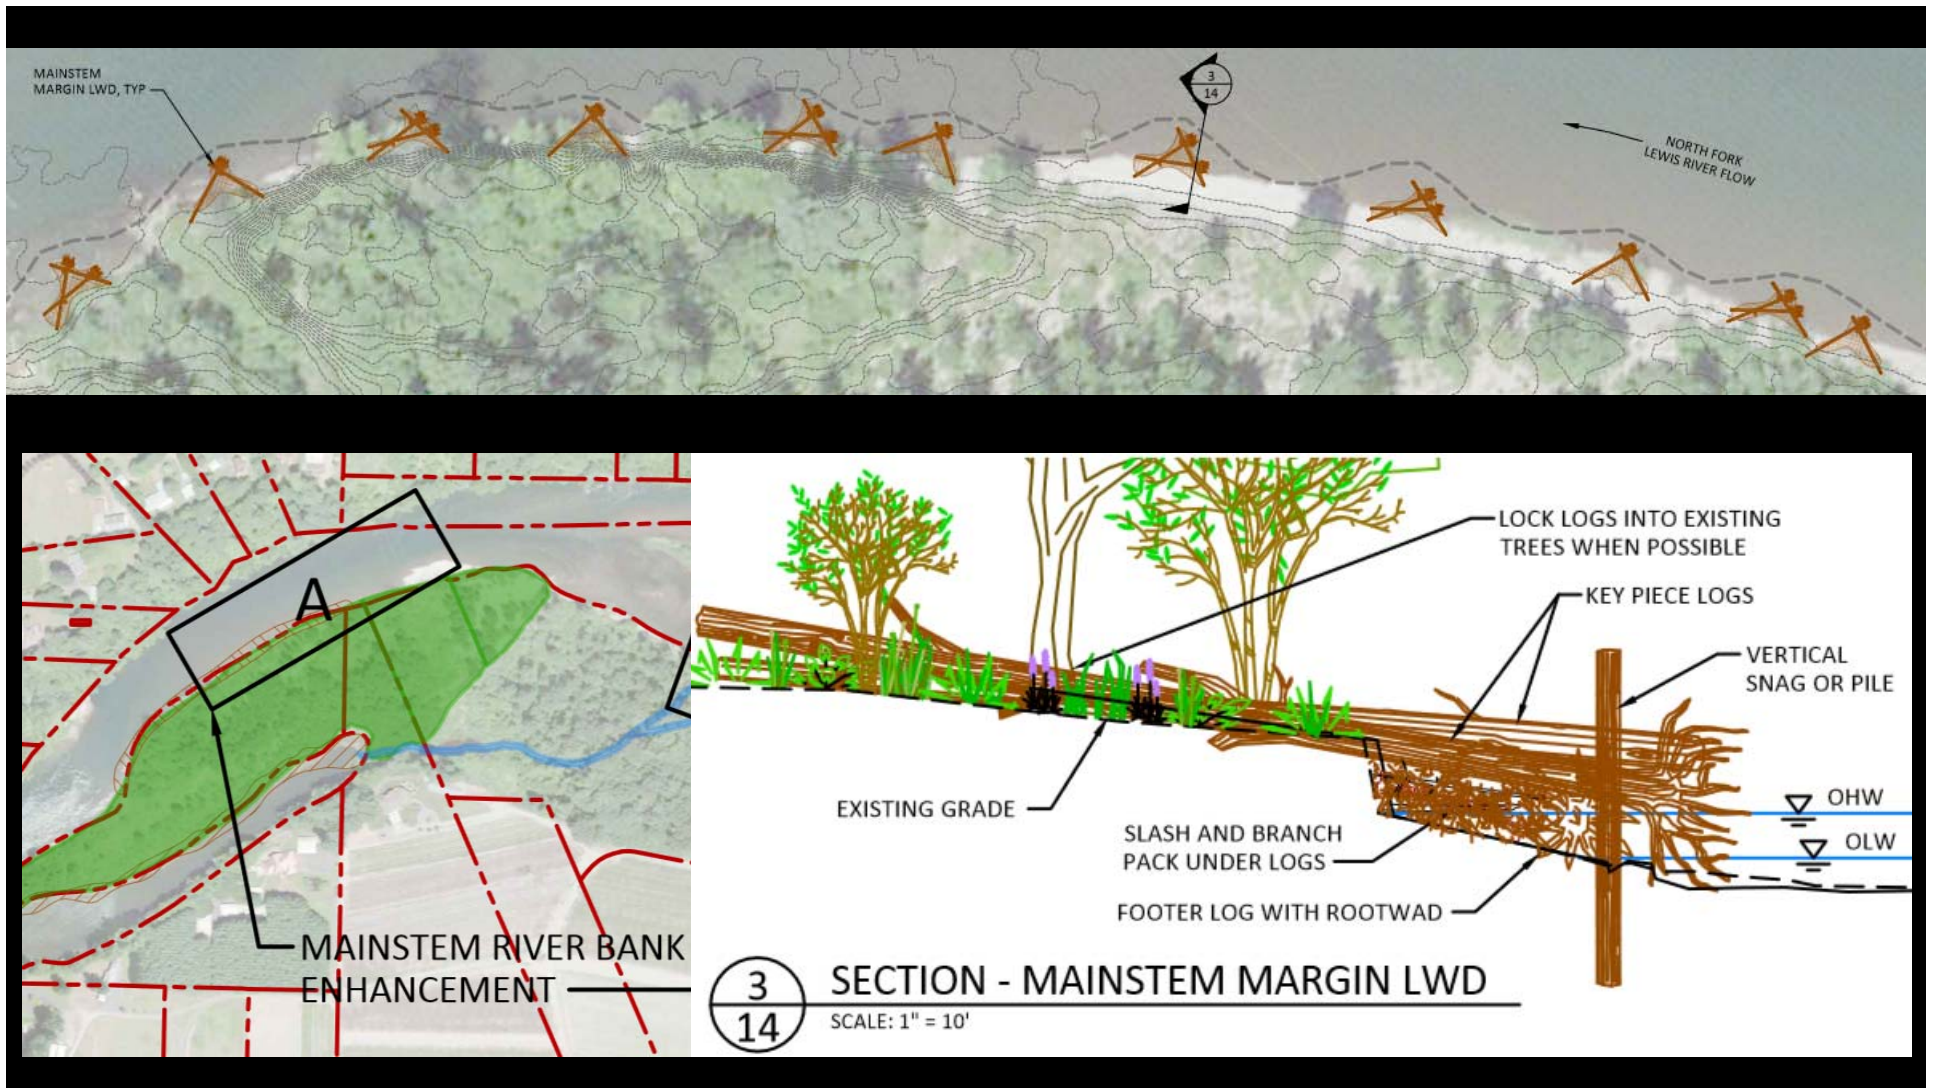 MAINSTEM
MARGIN LWD, TYP
3
14
NORTH FORK
LEWIS RIVER FLOW
A
MAINSTEM RIVER BANK
ENHANCEMENT
LOCK LOGS INTO EXISTING
TREES WHEN POSSIBLE
KEY PIECE LOGS
VERTICAL
SNAG OR PILE
EXISTING GRADE
OHW
SLASH AND BRANCH
PACK UNDER LOGS
OLW
FOOTER LOG WITH ROOTWAD
3
14
SECTION - MAINSTEM MARGIN LWD
SCALE: 1" = 10'